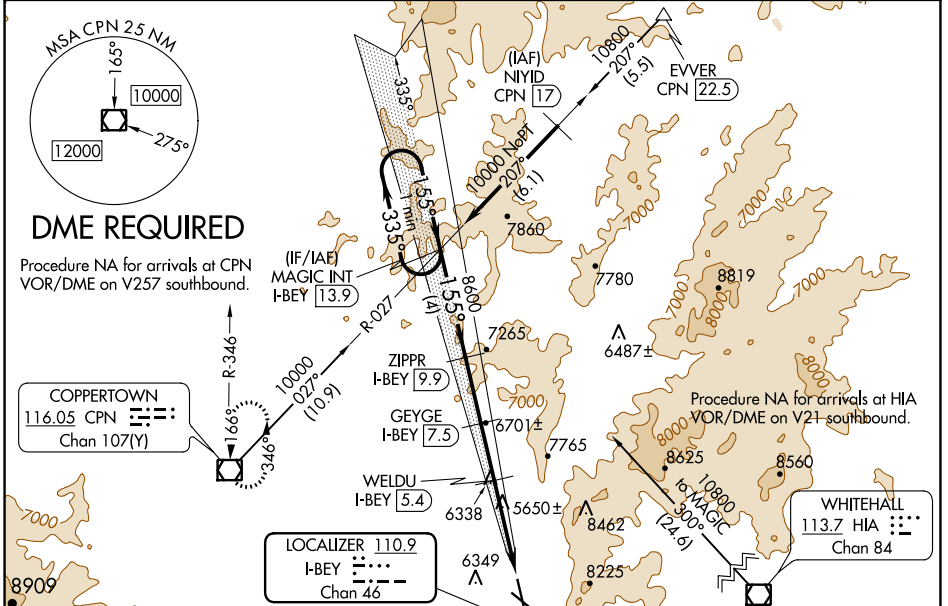 MSA CPN 25 NM
165°
10000
12000
275°
DME REQUIRED
Procedure NA for arrivals at CPN
VOR/DME on V257 southbound.
335°
155°
1 min
335°
(IAF)
NIYID
CPN 17
10800
207°
(5.5)
EVVER
CPN 22.5
10000 NoPT
207°
(6.1)
7860
7780
7000
7000
7000
8819
8000
7000
6487±
(IF/IAF)
MAGIC INT
I-BEY 13.9
R-027
8600
155°
(4)
10000
027°
(10.9)
R-346
166°
346°
COPPERTOWN
116.05 CPN
Chan 107(Y)
ZIPPR
I-BEY 9.9
7265
7000
GEYGE
I-BEY 7.5
6701±
7765
WELDU
I-BEY 5.4
6338
5650±
8462
Procedure NA for arrivals at HIA
VOR/DME on V21 southbound.
8000
8000
8625
8560
10800
to MAGIC
300°
(24.6)
WHITEHALL
113.7 HIA
Chan 84
LOCALIZER 110.9
I-BEY
Chan 46
6349
8225
7000
8909